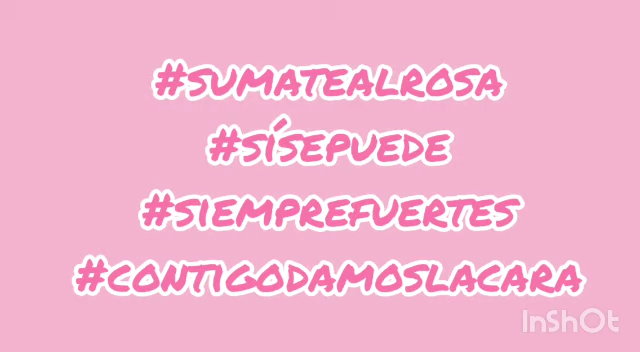 #SUMATEALROSA
#SÍSEPUEDE
#SIEMPREFUERTES
#CONTIGODAMOSLACARA
InShOt